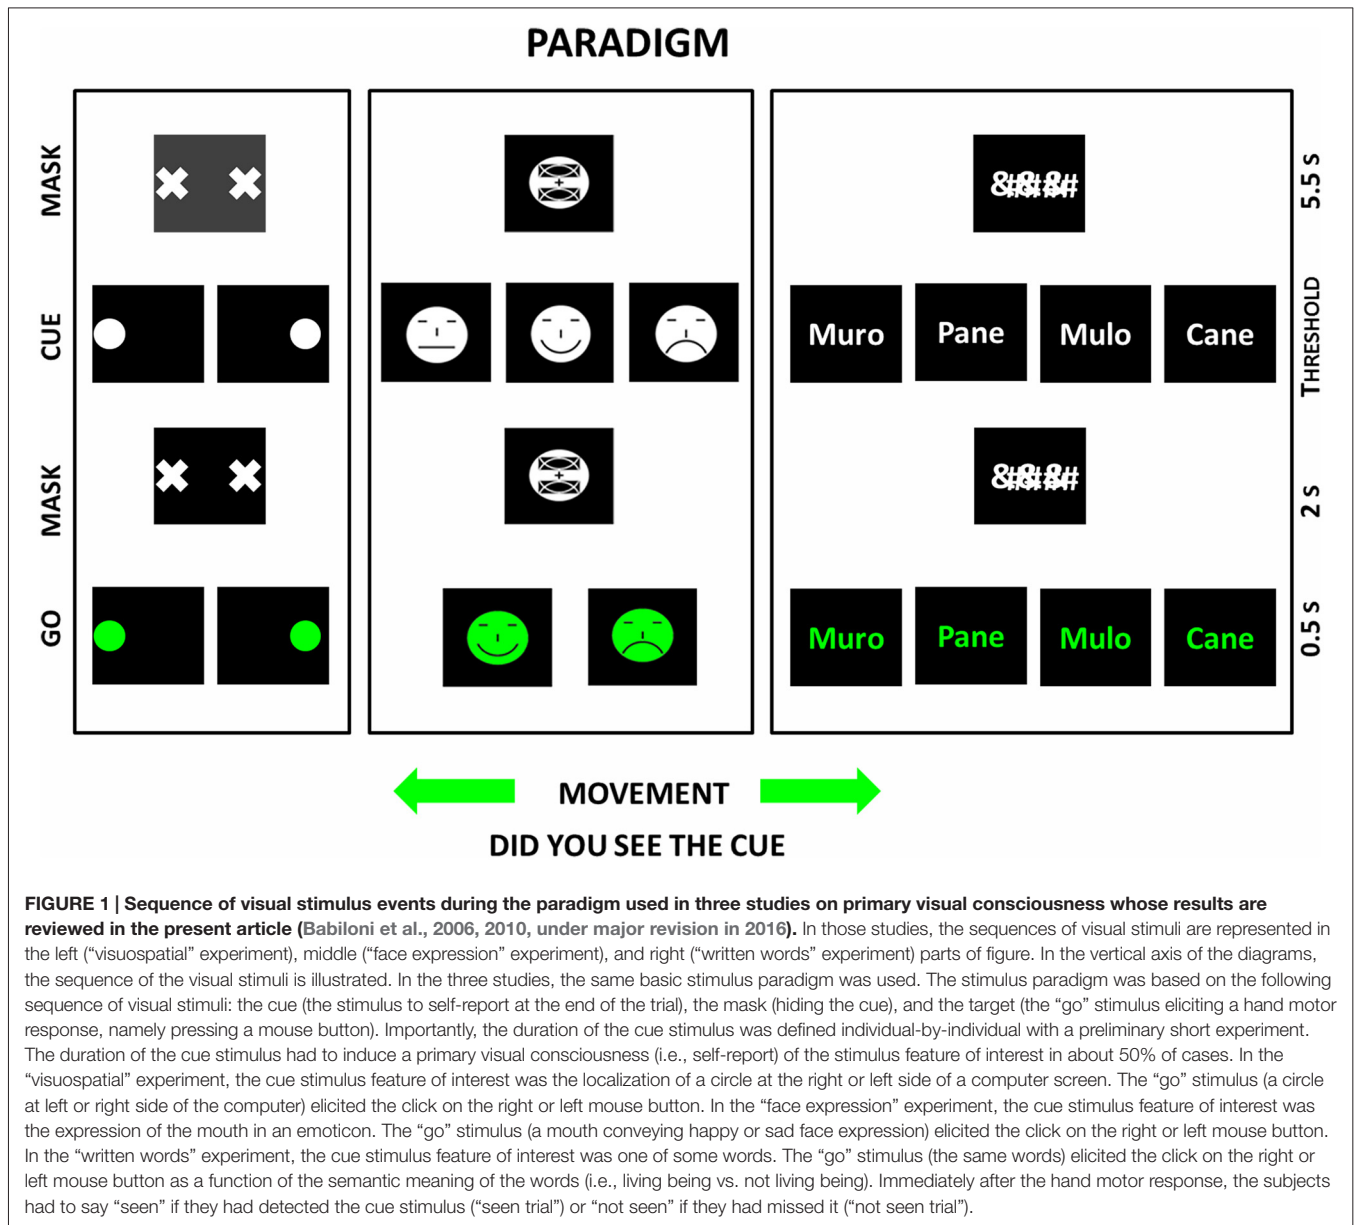 PARADIGM
MASK
5.5 s
&&&
####
CUE
Muro
Pane
Mulo
Cane
THRESHOLD
MASK
2 s
&&&
####
GO
Muro
Pane
Mulo
Cane
0.5 s
MOVEMENT
DID YOU SEE THE CUE
FIGURE 1 | Sequence of visual stimulus events during the paradigm used in three studies on primary visual consciousness whose results are
reviewed in the present article (Babiloni et al., 2006, 2010, under major revision in 2016). In those studies, the sequences of visual stimuli are represented in
the left (“visuospatial” experiment), middle (“face expression” experiment), and right (“written words” experiment) parts of figure. In the vertical axis of the diagrams,
the sequence of the visual stimuli is illustrated. In the three studies, the same basic stimulus paradigm was used. The stimulus paradigm was based on the following
sequence of visual stimuli: the cue (the stimulus to self-report at the end of the trial), the mask (hiding the cue), and the target (the “go” stimulus eliciting a hand motor
response, namely pressing a mouse button). Importantly, the duration of the cue stimulus was defined individual-by-individual with a preliminary short experiment.
The duration of the cue stimulus had to induce a primary visual consciousness (i.e., self-report) of the stimulus feature of interest in about 50% of cases. In the
“visuospatial” experiment, the cue stimulus feature of interest was the localization of a circle at the right or left side of a computer screen. The “go” stimulus (a circle
at left or right side of the computer) elicited the click on the right or left mouse button. In the “face expression” experiment, the cue stimulus feature of interest was
the expression of the mouth in an emoticon. The “go” stimulus (a mouth conveying happy or sad face expression) elicited the click on the right or left mouse button.
In the “written words” experiment, the cue stimulus feature of interest was one of some words. The “go” stimulus (the same words) elicited the click on the right or
left mouse button as a function of the semantic meaning of the words (i.e., living being vs. not living being). Immediately after the hand motor response, the subjects
had to say “seen” if they had detected the cue stimulus (“seen trial”) or “not seen” if they had missed it (“not seen trial”).